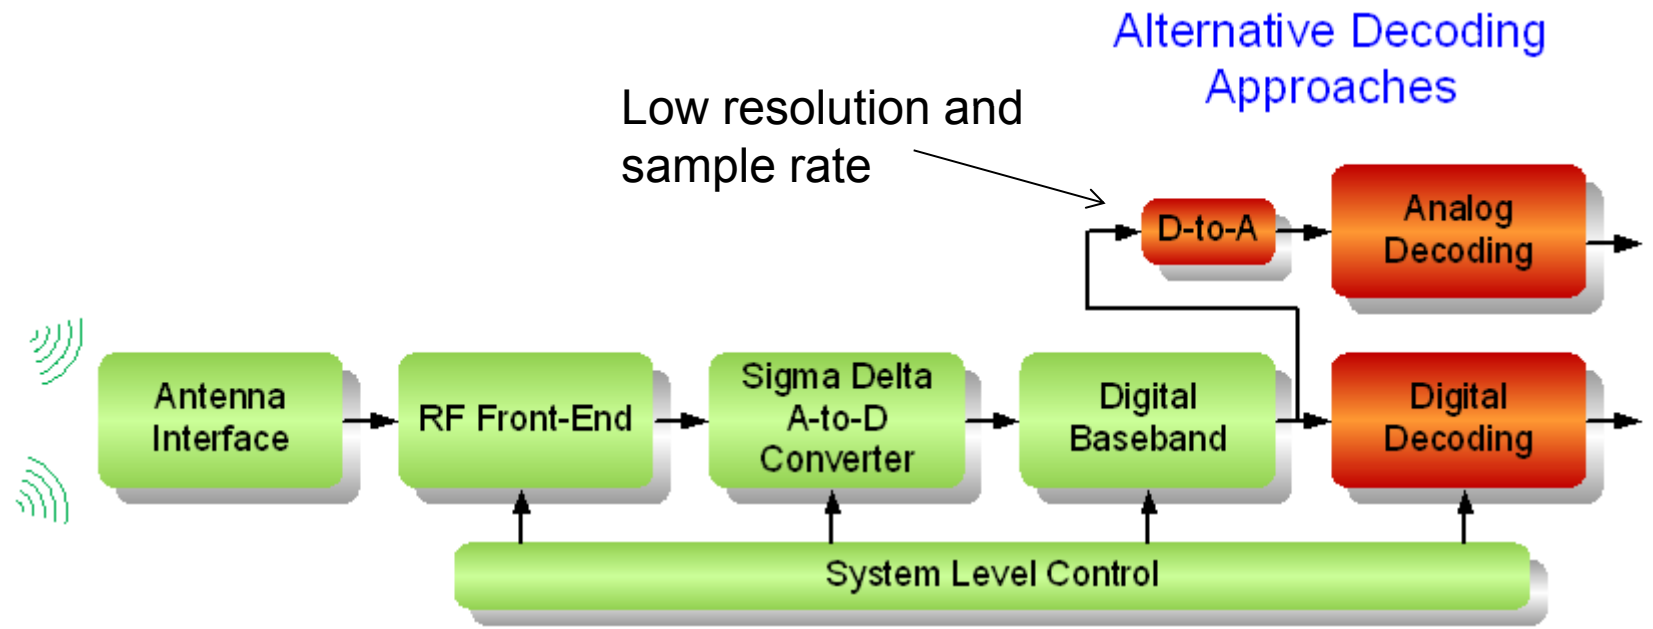 Alternative Decoding
Approaches
Low resolution and
sample rate
D-to-A
Analog
Decoding
Antenna
Interface
RF Front-End
Sigma Delta
A-to-D
Converter
Digital
Baseband
Digital
Decoding
System Level Control